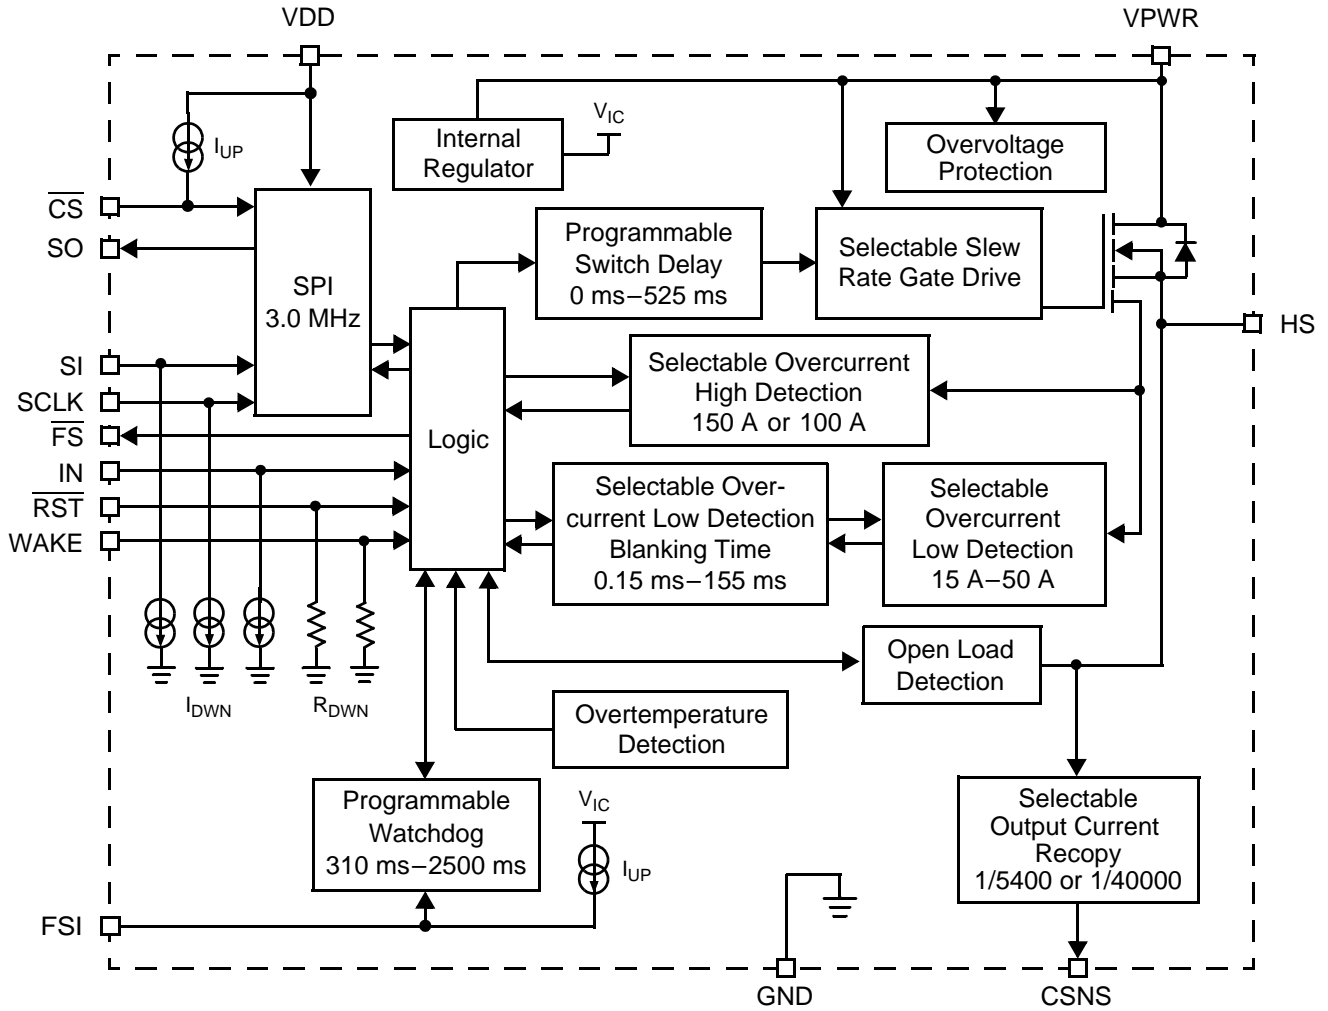 VDD
VPWR
VIC
IUP
Internal
Regulator
Overvoltage
Protection
CS
SO
SPI
3.0 MHz
Programmable
Switch Delay
0 ms–525 ms
Selectable Slew
Rate Gate Drive
HS
SI
SCLK
FS
IN
RST
WAKE
Logic
Selectable Overcurrent
High Detection
150 A or 100 A
Selectable Over-
current Low Detection
Blanking Time
0.15 ms–155 ms
Selectable
Overcurrent
Low Detection
15 A–50 A
Open Load
Detection
IDWN
RDWN
Overtemperature
Detection
Programmable
Watchdog
310 ms–2500 ms
VIC
IUP
Selectable
Output Current
Recopy
1/5400 or 1/40000
FSI
GND
CSNS